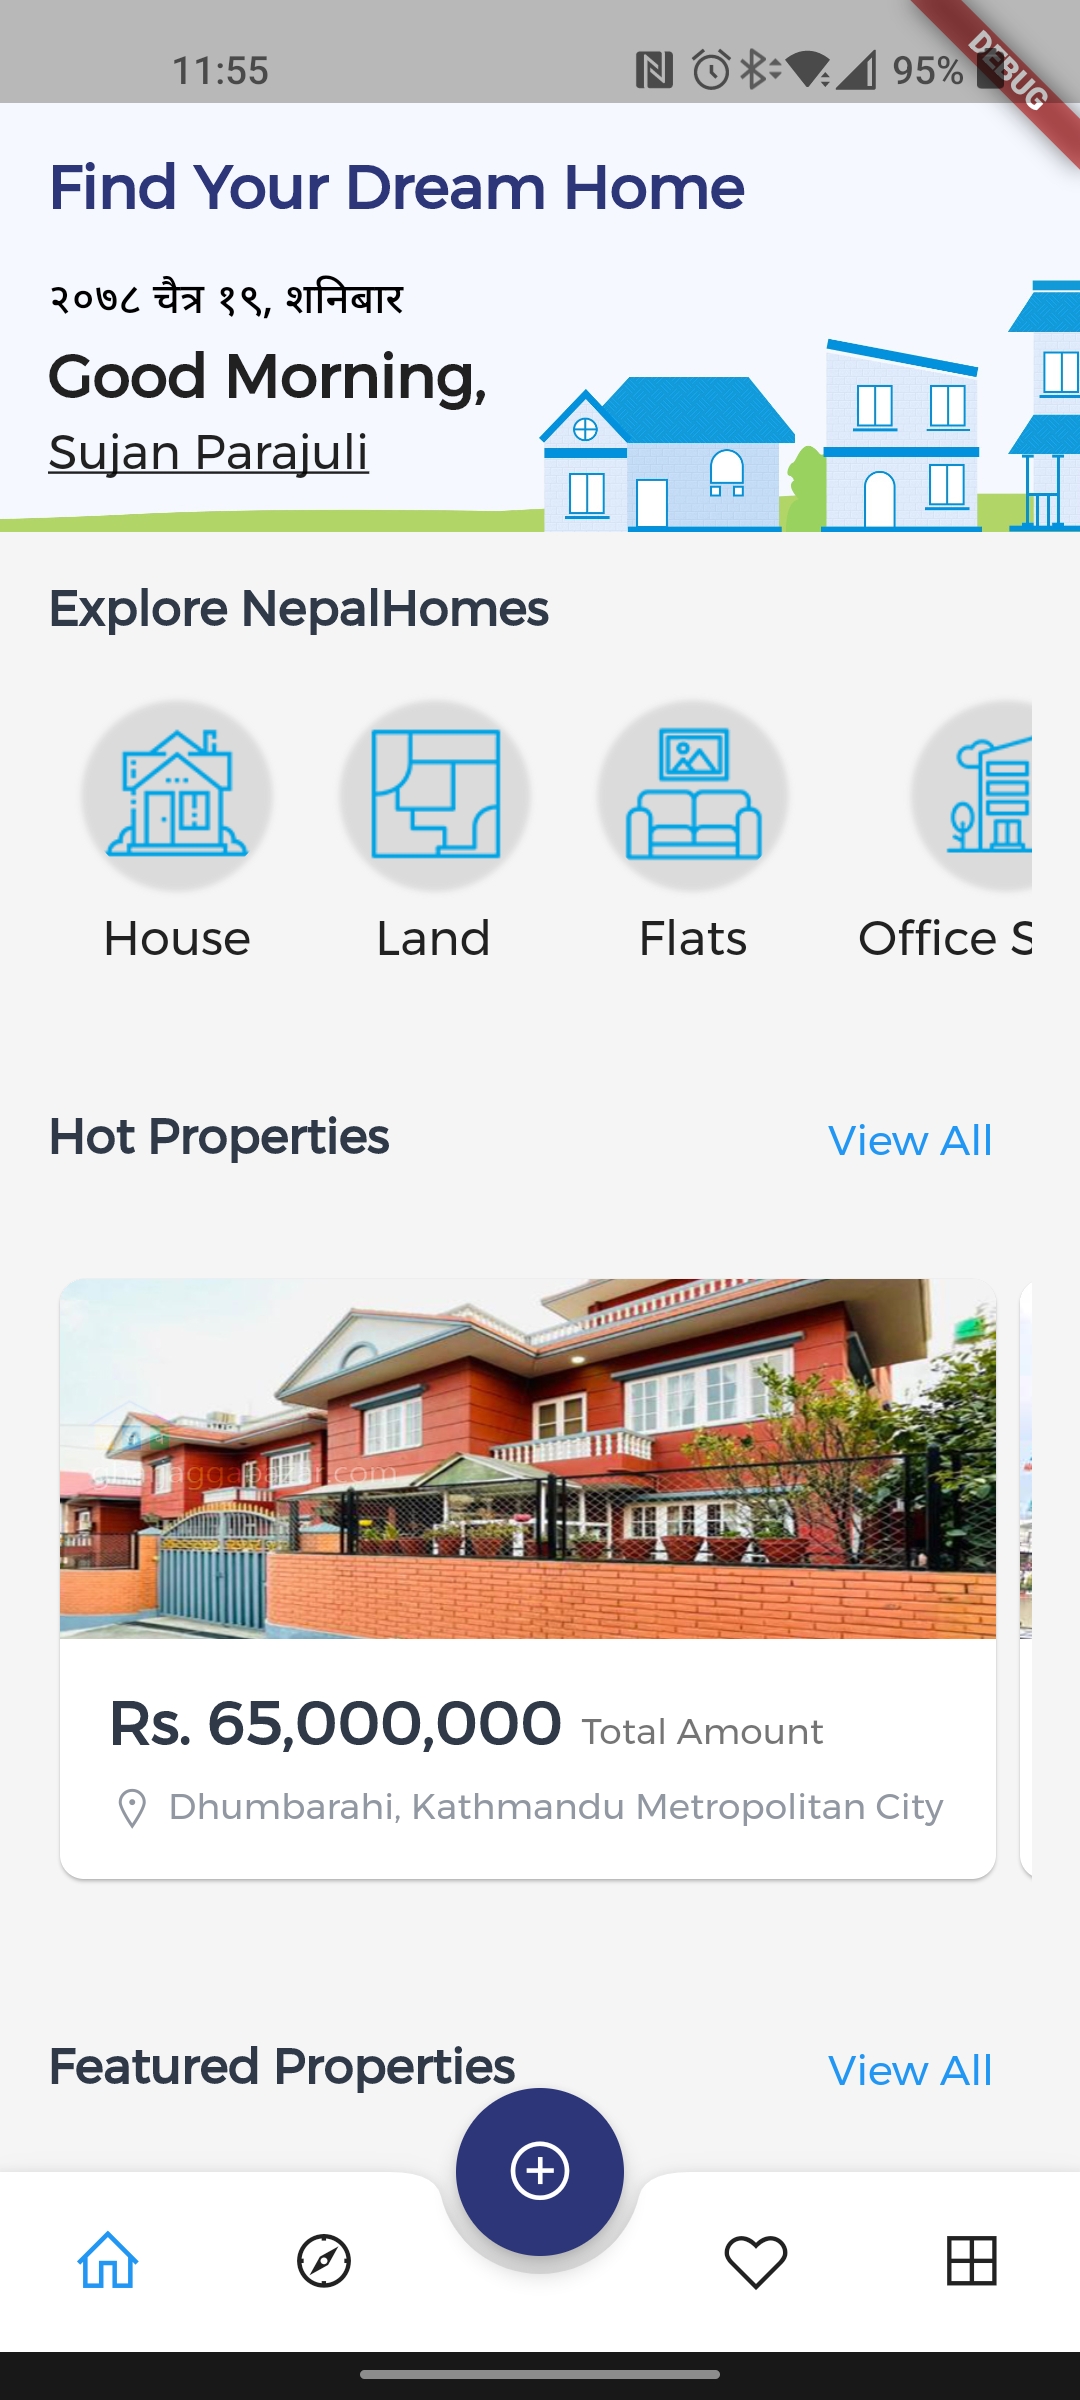 11:55
95%
DEBUG
Find Your Dream Home
२०७८ चैत्र १९, शनिबार
Good Morning,
Sujan Parajuli
Explore NepalHomes
House
Land
Flats
Office S
Hot Properties
View All
Rs. 65,000,000 Total Amount
Dhumbarahi, Kathmandu Metropolitan City
Featured Properties
View All